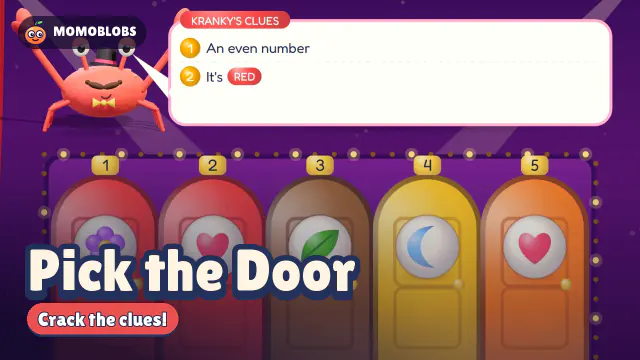 MOMOBLOBS
KRANKY'S CLUES
1 An even number
2 It's RED
1 2 3 4 5
Pick the Door
Crack the clues!